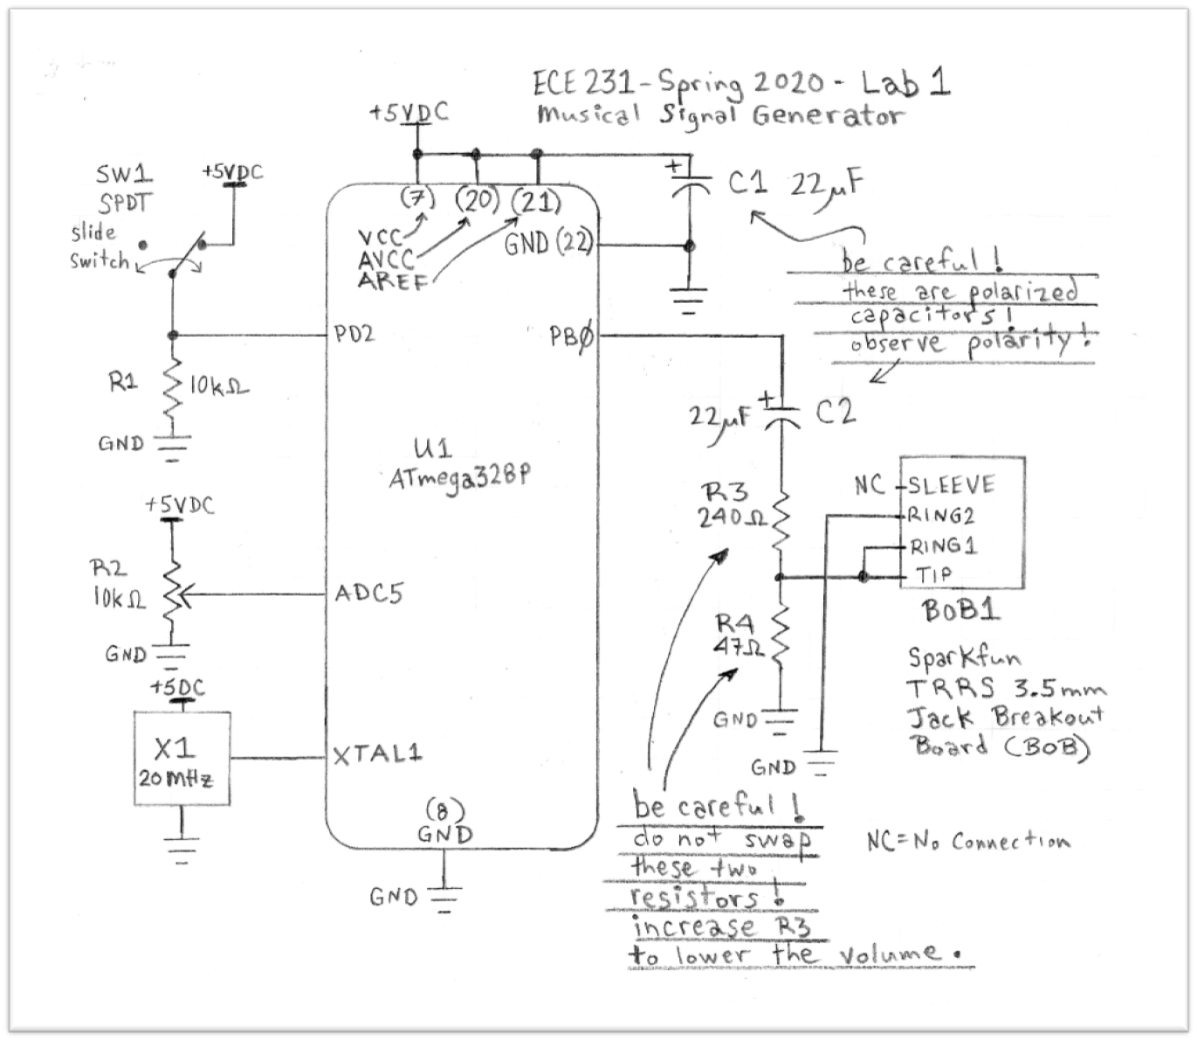 ECE 231 - Spring 2020 - Lab 1
Musical Signal Generator
+5VDC
SW1
SPDT
slide
switch
+5VDC
(7) (20) (21)
VCC
AVCC
AREF
GND (22)
+
C1 22µF
be careful!
these are polarized
capacitors!
observe polarity!
PD2
PBØ
R1 10kΩ
GND
+
22µF C2
U1
ATmega328P
+5VDC
R2
10kΩ
ADC5
GND
R3
240Ω
NC SLEEVE
RING2
RING1
TIP
BOB1
R4
47Ω
GND
GND
Sparkfun
TRRS 3.5mm
Jack Breakout
Board (BOB)
+5DC
X1
20MHz
XTAL1
(8)
GND
GND
be careful!
do not swap
these two
resistors!
increase R3
to lower the volume.
NC=No Connection